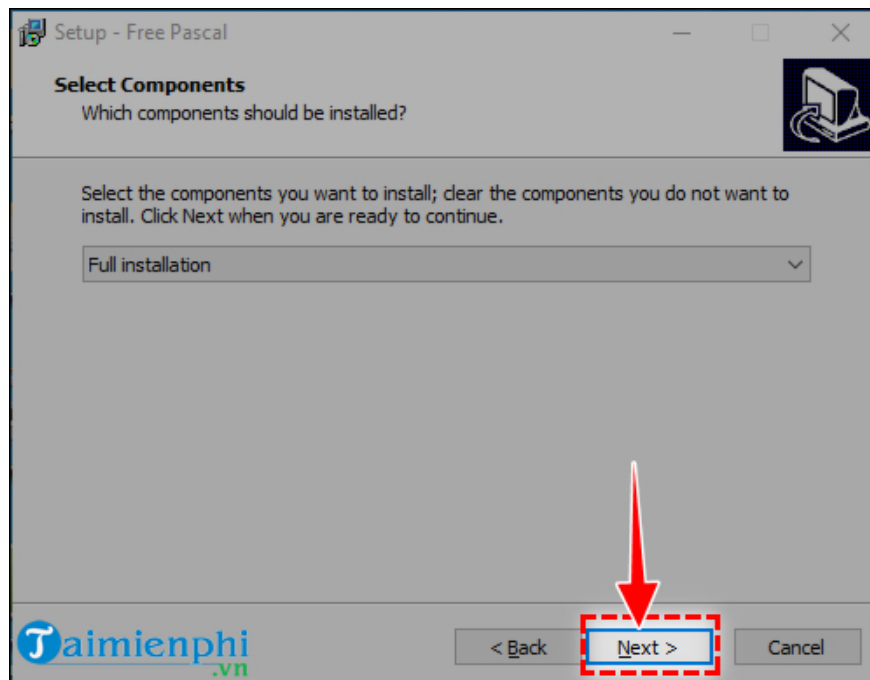 Setup - Free Pascal
Select Components
Which components should be installed?
Select the components you want to install; clear the components you do not want to
install. Click Next when you are ready to continue.
Full installation
Taimienphi
.vn
< Back
Next >
Cancel